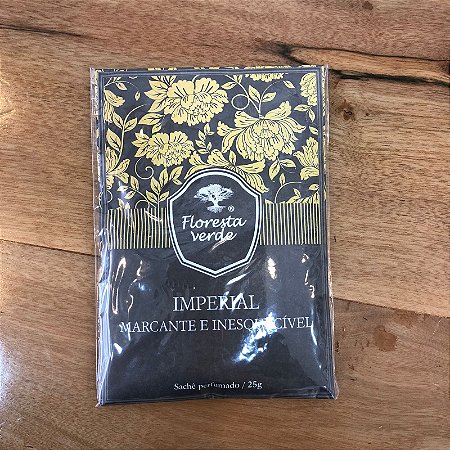 Floresta
verde
®
IMPERIAL
MARCANTE E INESQUECÍVEL
Sachê perfumado / 25g